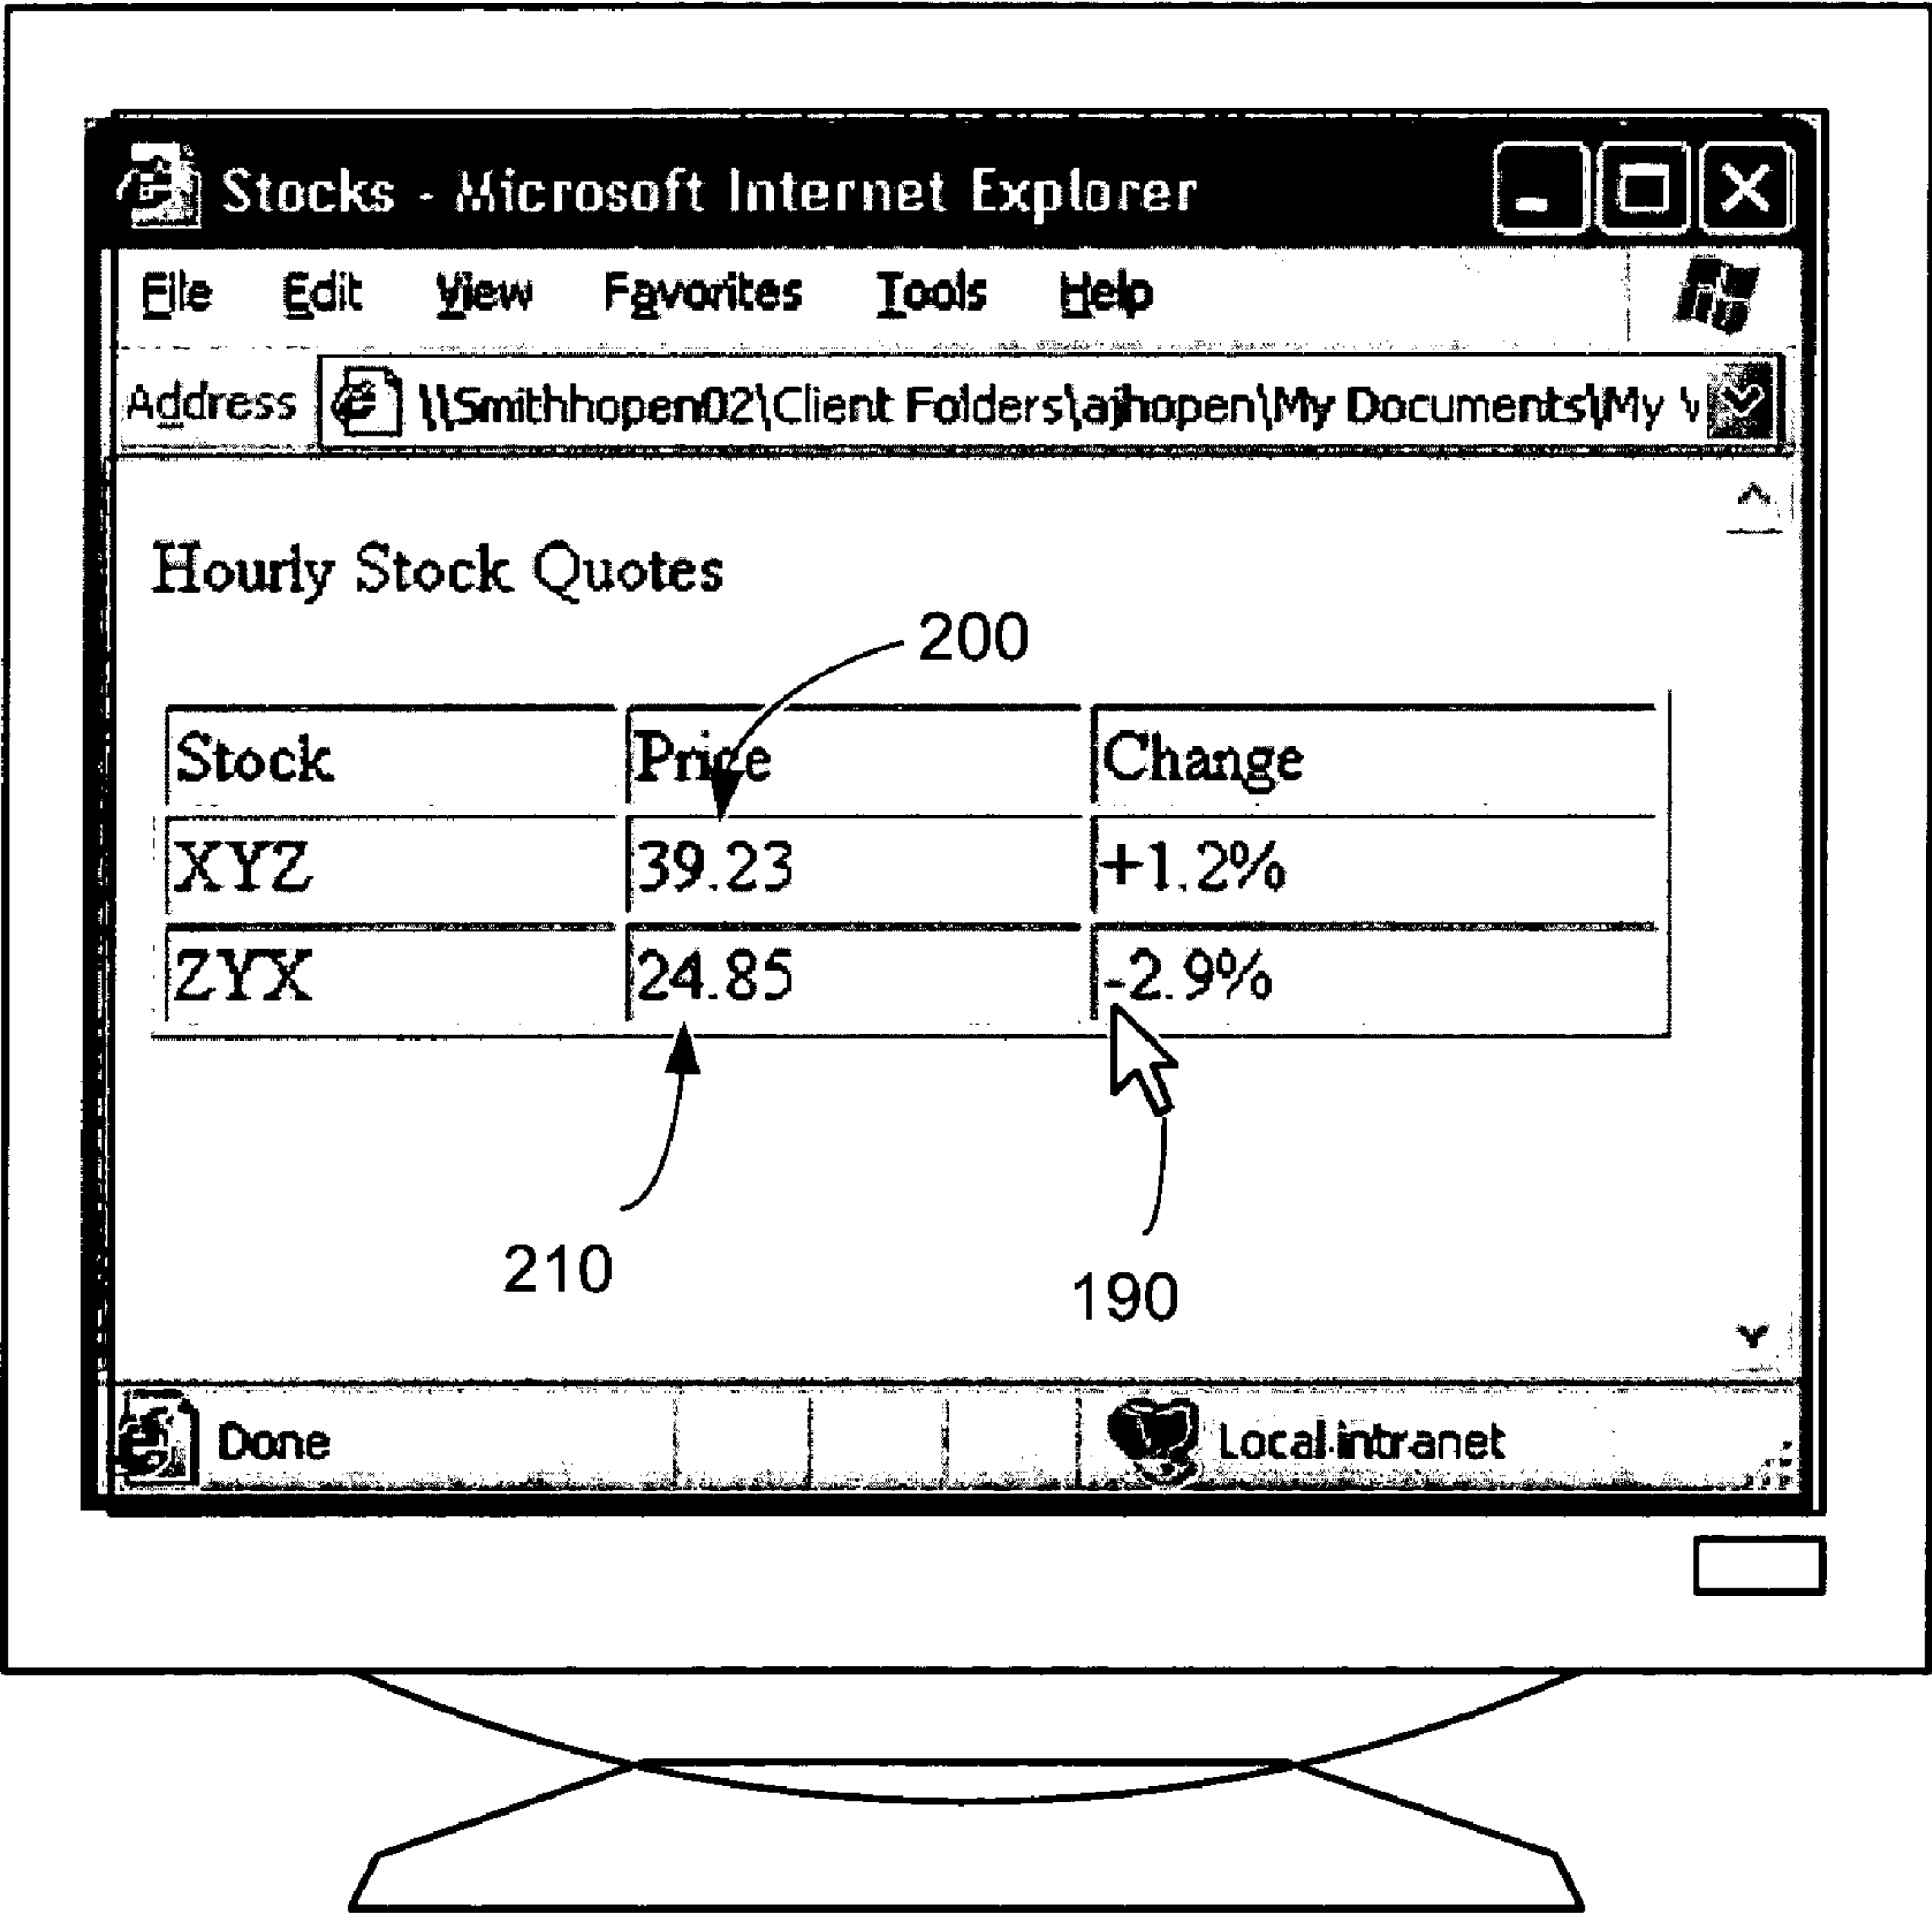 Stocks - Microsoft Internet Explorer
File Edit View Favorites Tools Help
Address \\Smithhopen02\Client Folders\ajhopen\My Documents\My
Hourly Stock Quotes
200
Stock Price Change
XYZ 39.23 +1.2%
ZYX 24.85 -2.9%
210
190
Done Local intranet